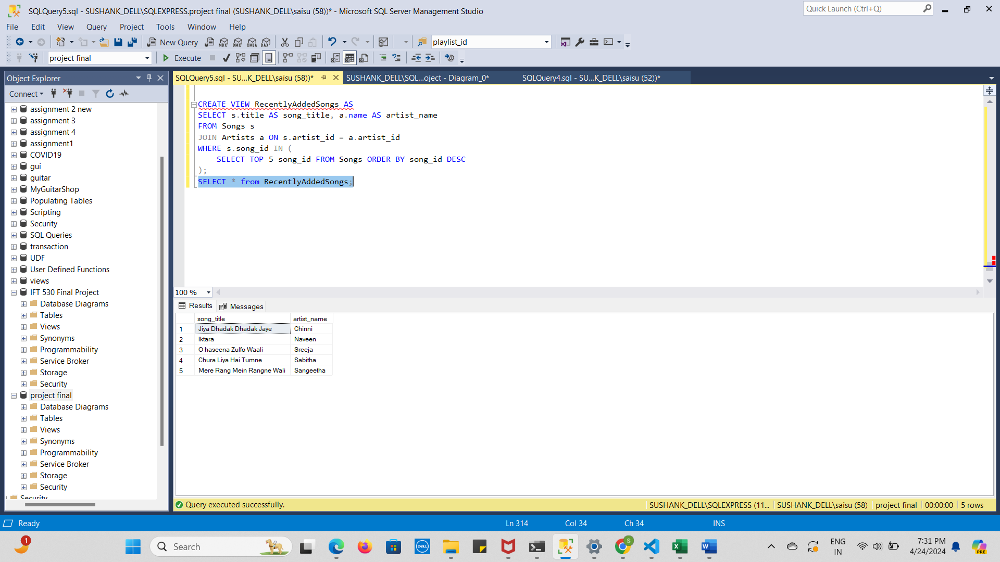 SQLQuery5.sql - SUSHANK_DELL\SQLEXPRESS.project final (SUSHANK_DELL\saisu (58))* - Microsoft SQL Server Management Studio
Quick Launch (Ctrl+Q)
File Edit View Query Project Tools Window Help
New Query MDX DMX XMLA DAX playlist_id
project final Execute
Object Explorer
SQLQuery5.sql - SU...K_DELL\saisu (58))* SUSHANK_DELL\SQL...oject - Diagram_0* SQLQuery4.sql - SU...K_DELL\saisu (52))*
Connect
assignment 2 new
assignment 3
assignment 4
assignment1
COVID19
gui
guitar
MyGuitarShop
Populating Tables
Scripting
Security
SQL Queries
transaction
UDF
User Defined Functions
views
IFT 530 Final Project
Database Diagrams
Tables
Views
Synonyms
Programmability
Service Broker
Storage
Security
project final
Database Diagrams
Tables
Views
Synonyms
Programmability
Service Broker
Storage
Security
Security
CREATE VIEW RecentlyAddedSongs AS
SELECT s.title AS song_title, a.name AS artist_name
FROM Songs s
JOIN Artists a ON s.artist_id = a.artist_id
WHERE s.song_id IN (
SELECT TOP 5 song_id FROM Songs ORDER BY song_id DESC
);
SELECT * from RecentlyAddedSongs;
100 %
Results Messages
song_title artist_name
1 Jiya Dhadak Dhadak Jaye Chinni
2 Iktara Naveen
3 O haseena Zulfo Waali Sreeja
4 Chura Liya Hai Tumne Sabitha
5 Mere Rang Mein Rangne Wali Sangeetha
Query executed successfully. SUSHANK_DELL\SQLEXPRESS (11... SUSHANK_DELL\saisu (58) project final 00:00:00 5 rows
Ready Ln 314 Col 34 Ch 34 INS
1 Search DELL S ENG
IN
7:31 PM
4/24/2024
PRE